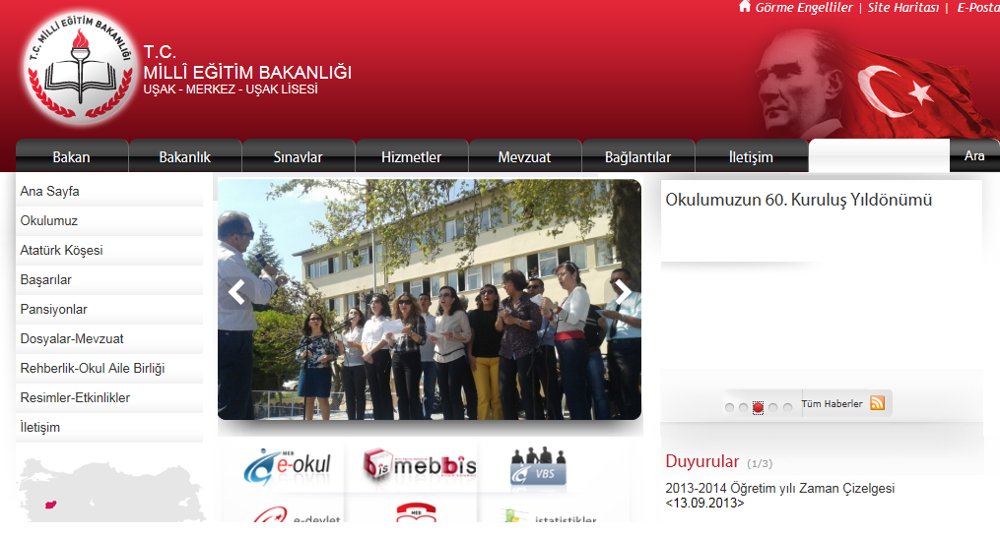 Görme Engelliler | Site Haritası | E-Posta
T.C. MİLLÎ EĞİTİM BAKANLIĞI
T.C.
MİLLÎ EĞİTİM BAKANLIĞI
UŞAK - MERKEZ - UŞAK LİSESİ
Bakan
Bakanlık
Sınavlar
Hizmetler
Mevzuat
Bağlantılar
İletişim
Ara
Ana Sayfa
Okulumuz
Atatürk Köşesi
Başarılar
Pansiyonlar
Dosyalar-Mevzuat
Rehberlik-Okul Aile Birliği
Resimler-Etkinlikler
İletişim
Okulumuzun 60. Kuruluş Yıldönümü
Tüm Haberler
MEB
e-okul
mebbis
VBS
e-devlet
MEB
istatistikler
Duyurular (1/3)
2013-2014 Öğretim yılı Zaman Çizelgesi
<13.09.2013>